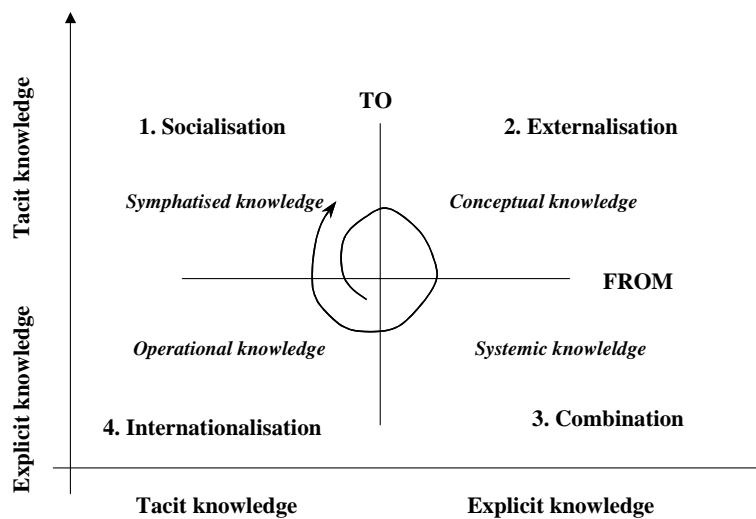 TO
1. Socialisation
2. Externalisation
Symphatised knowledge
Conceptual knowledge
Tacit knowledge
FROM
Operational knowledge
Systemic knowleldge
Explicit knowledge
4. Internationalisation
3. Combination
Tacit knowledge
Explicit knowledge